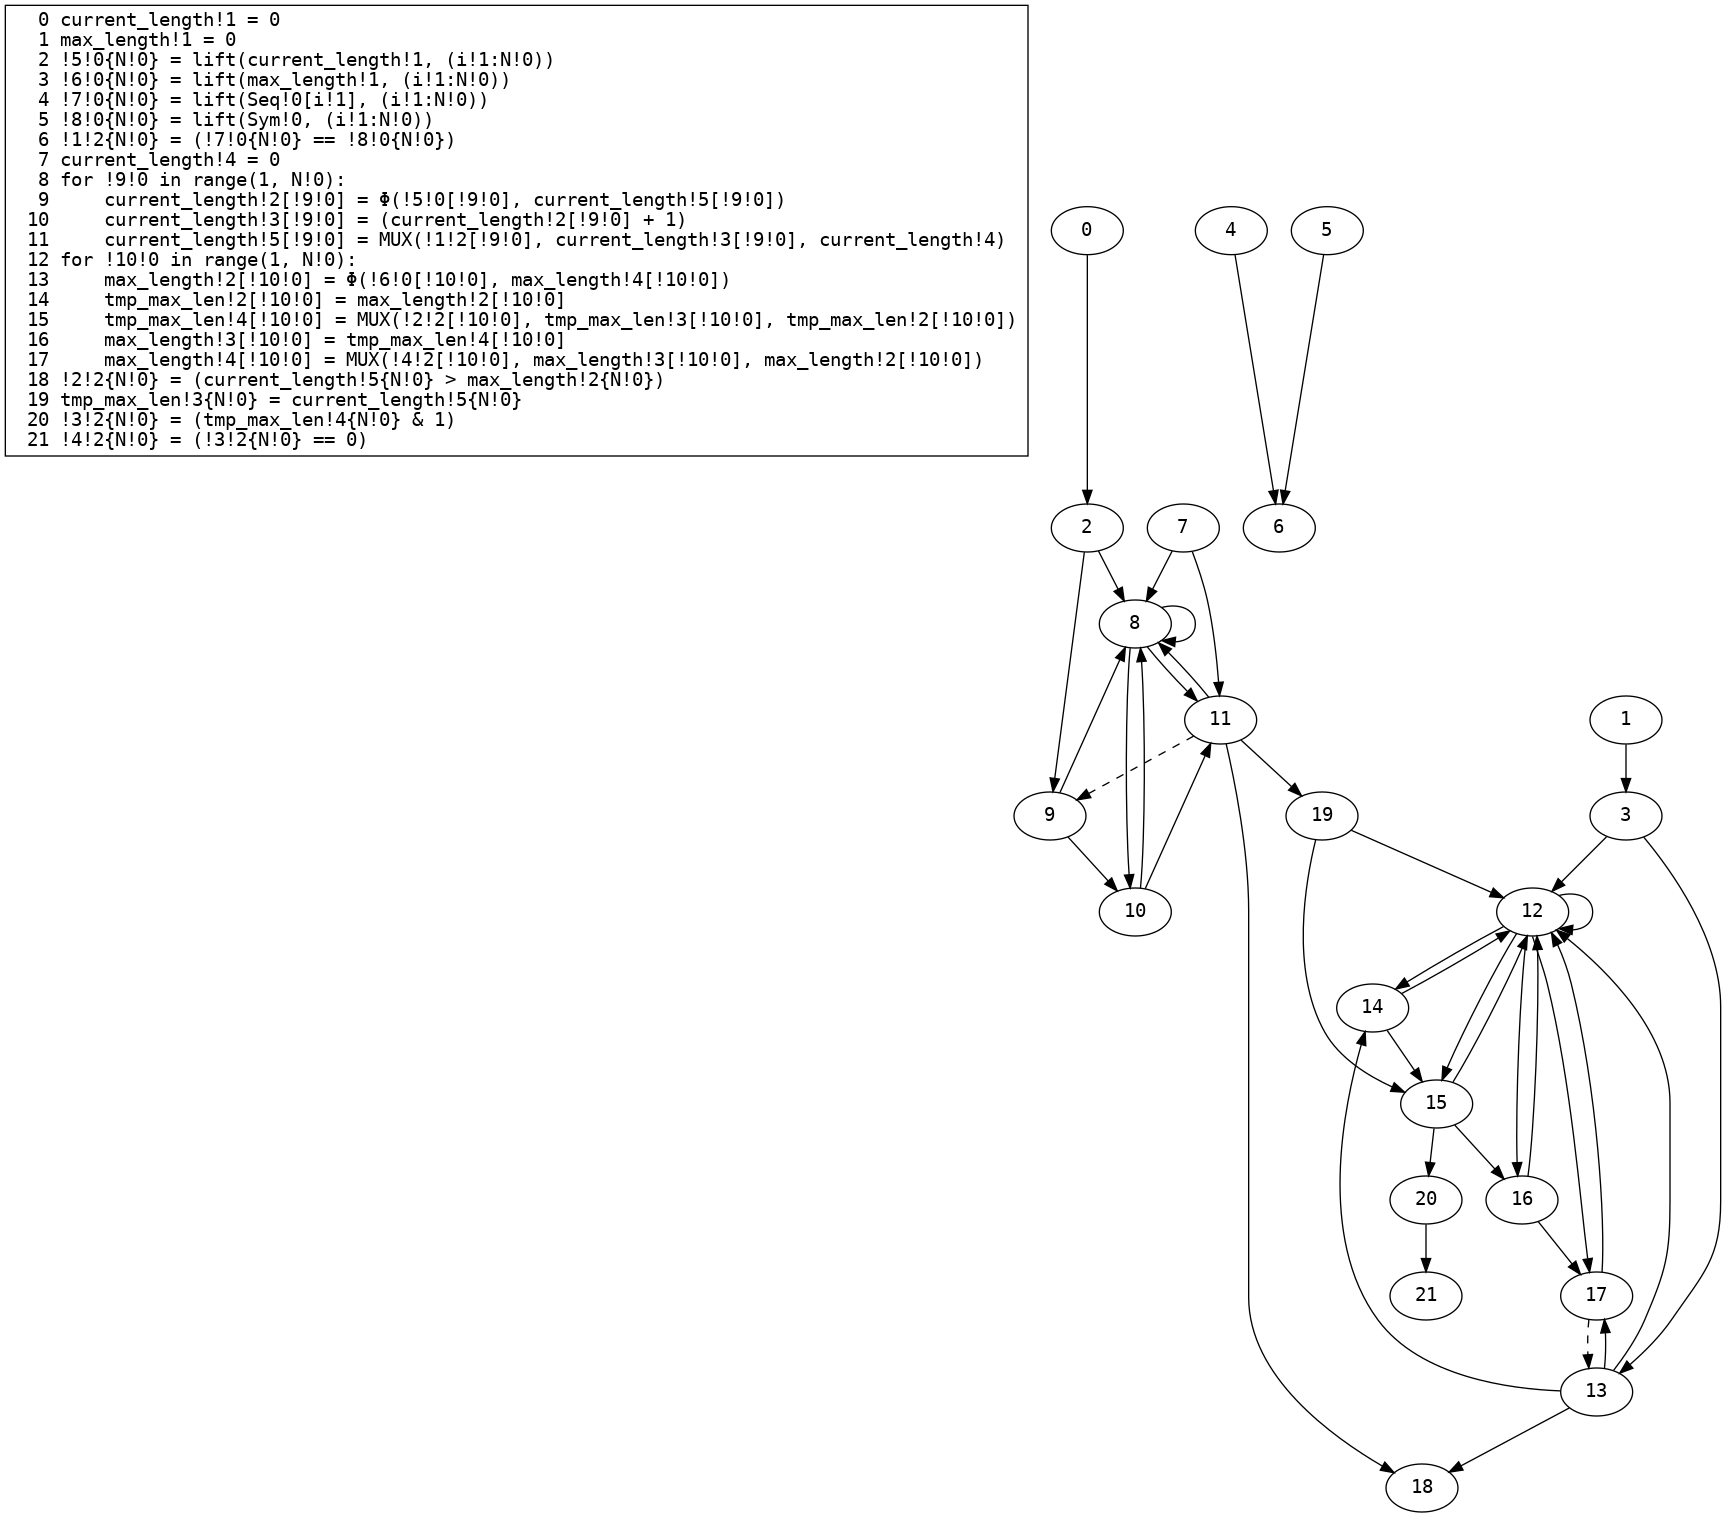 0 current_length!1 = 0
 1 max_length!1 = 0
 2 !5!0{N!0} = lift(current_length!1, (i!1:N!0))
 3 !6!0{N!0} = lift(max_length!1, (i!1:N!0))
 4 !7!0{N!0} = lift(Seq!0[i!1], (i!1:N!0))
 5 !8!0{N!0} = lift(Sym!0, (i!1:N!0))
 6 !1!2{N!0} = (!7!0{N!0} == !8!0{N!0})
 7 current_length!4 = 0
 8 for !9!0 in range(1, N!0):
 9     current_length!2[!9!0] = Φ(!5!0[!9!0], current_length!5[!9!0])
10     current_length!3[!9!0] = (current_length!2[!9!0] + 1)
11     current_length!5[!9!0] = MUX(!1!2[!9!0], current_length!3[!9!0], current_length!4)
12 for !10!0 in range(1, N!0):
13     max_length!2[!10!0] = Φ(!6!0[!10!0], max_length!4[!10!0])
14     tmp_max_len!2[!10!0] = max_length!2[!10!0]
15     tmp_max_len!4[!10!0] = MUX(!2!2[!10!0], tmp_max_len!3[!10!0], tmp_max_len!2[!10!0])
16     max_length!3[!10!0] = tmp_max_len!4[!10!0]
17     max_length!4[!10!0] = MUX(!4!2[!10!0], max_length!3[!10!0], max_length!2[!10!0])
18 !2!2{N!0} = (current_length!5{N!0} > max_length!2{N!0})
19 tmp_max_len!3{N!0} = current_length!5{N!0}
20 !3!2{N!0} = (tmp_max_len!4{N!0} & 1)
21 !4!2{N!0} = (!3!2{N!0} == 0)
0
4
5
2
7
6
8
11
1
9
19
3
10
12
14
15
20
16
21
17
13
18